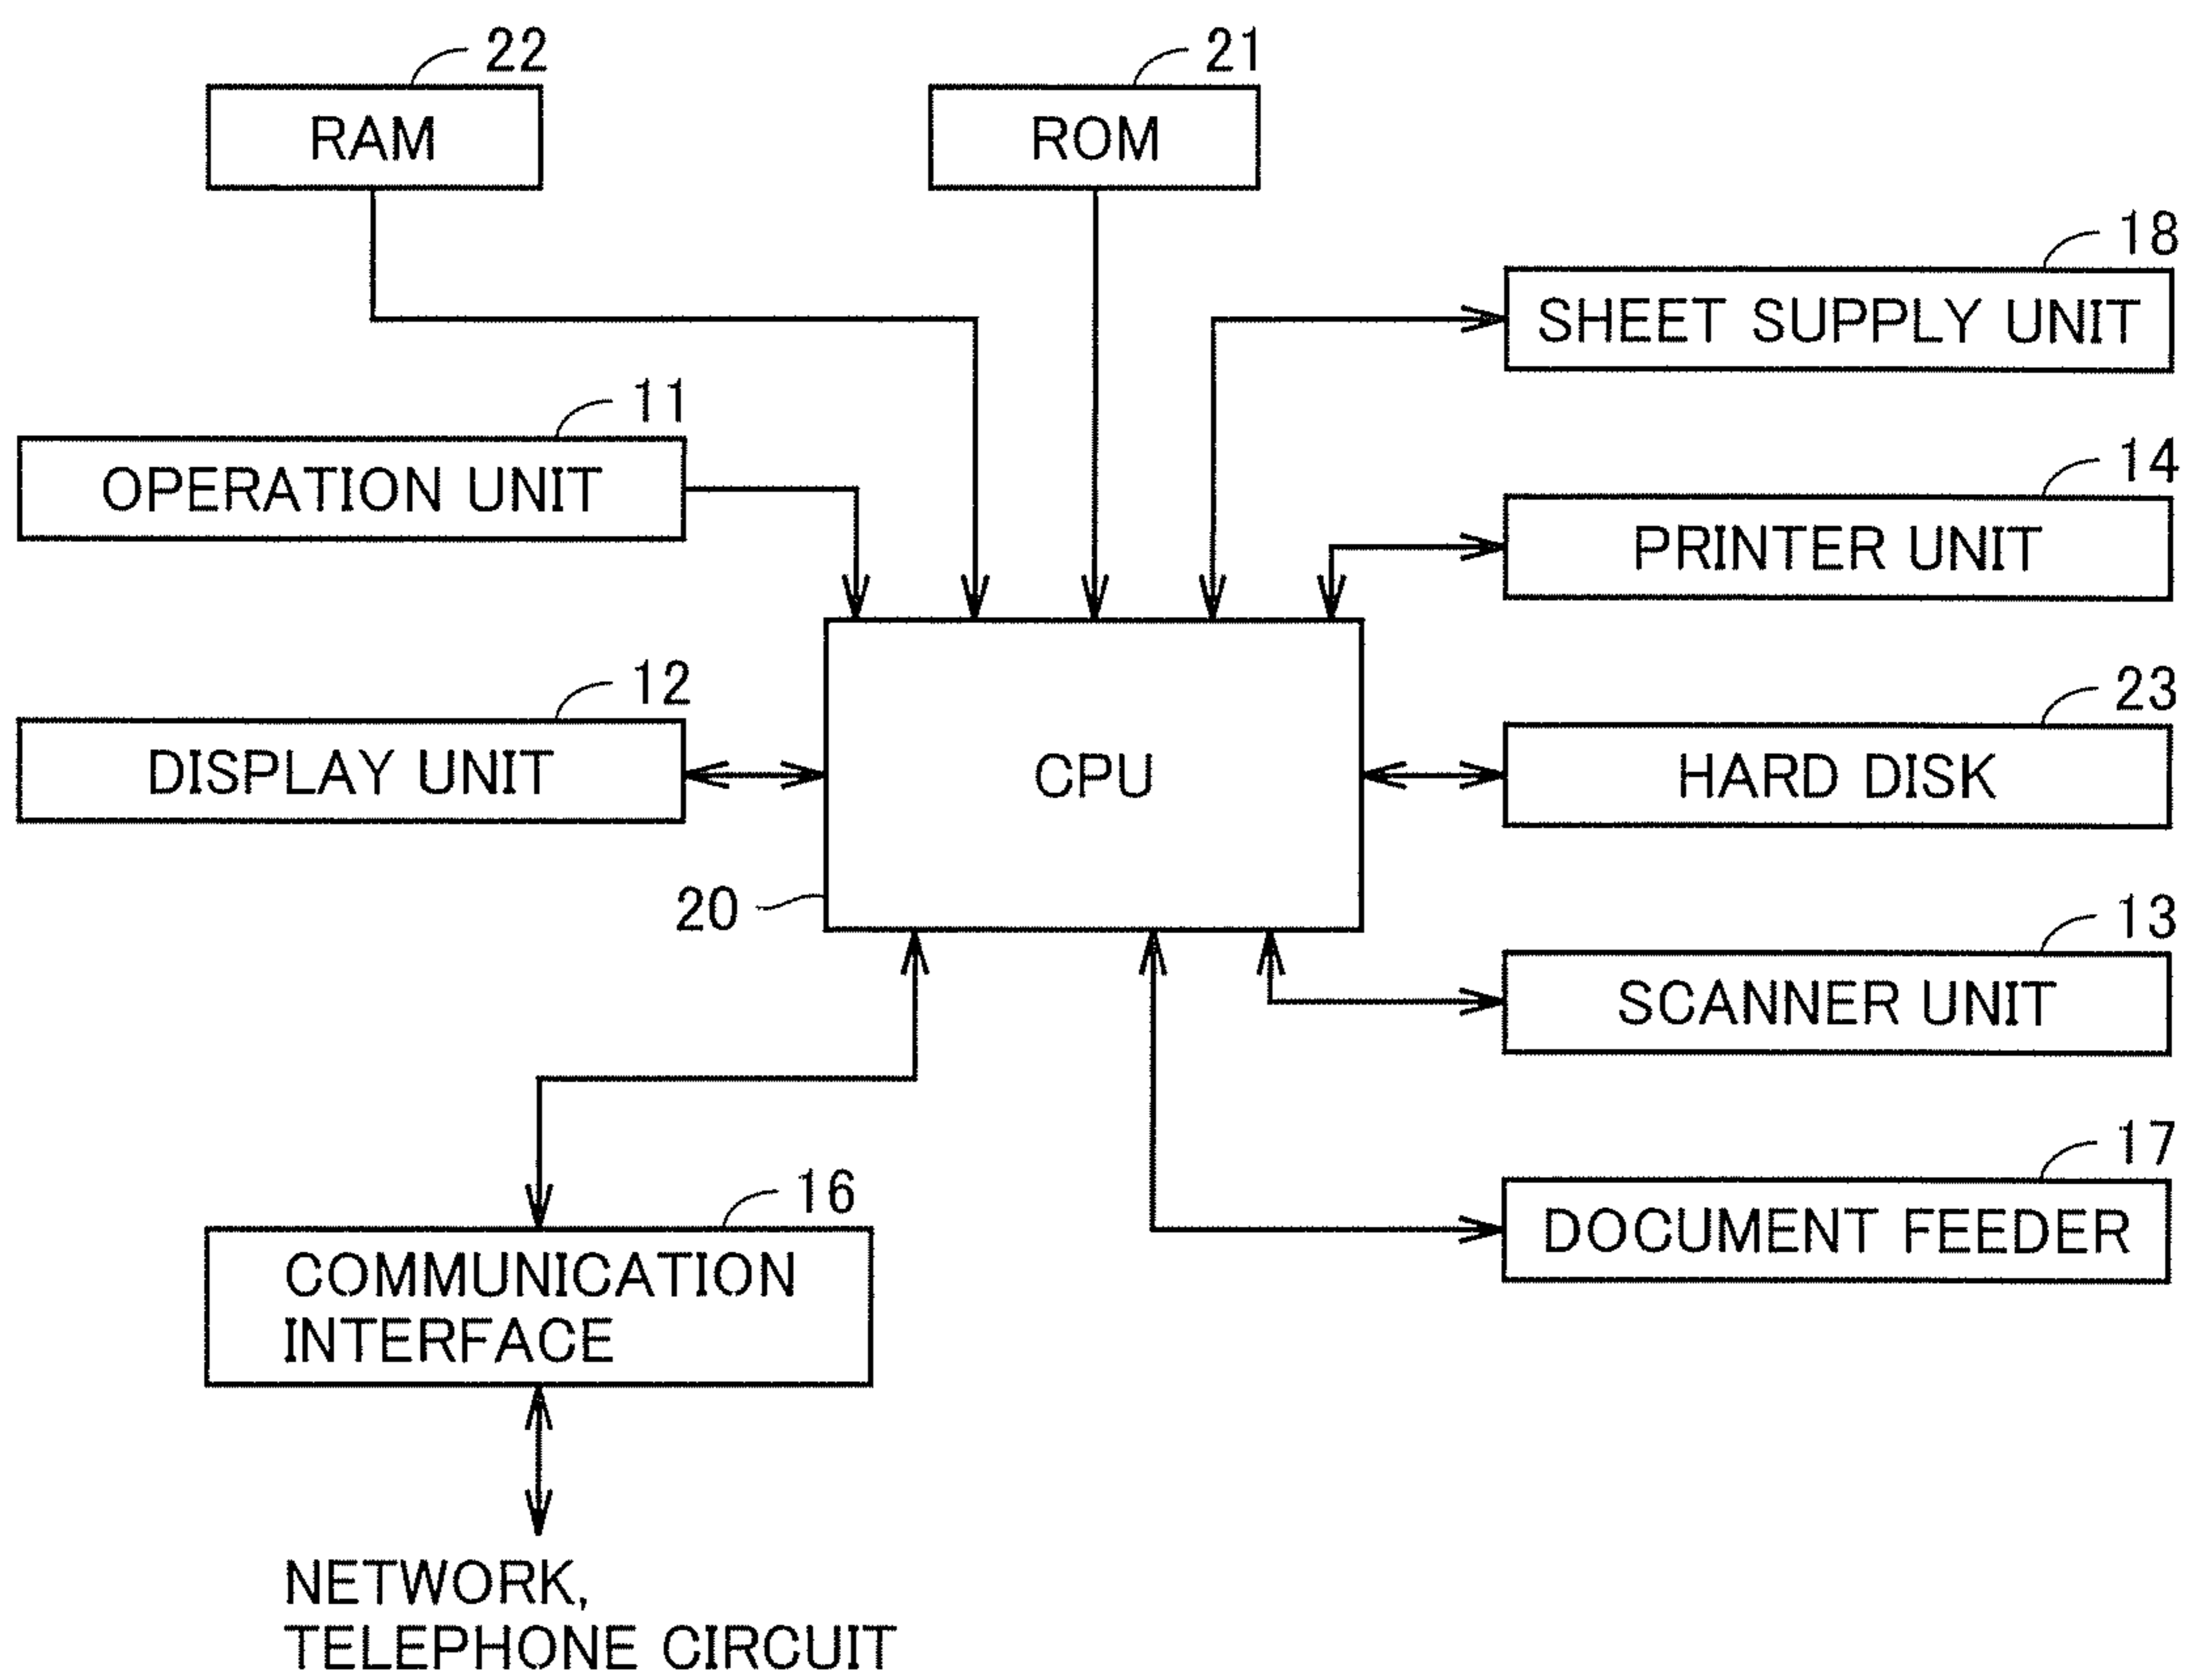 22
RAM
21
ROM
18
SHEET SUPPLY UNIT
11
OPERATION UNIT
14
PRINTER UNIT
12
DISPLAY UNIT
CPU
20
23
HARD DISK
13
SCANNER UNIT
17
DOCUMENT FEEDER
16
COMMUNICATION
INTERFACE
NETWORK,
TELEPHONE CIRCUIT